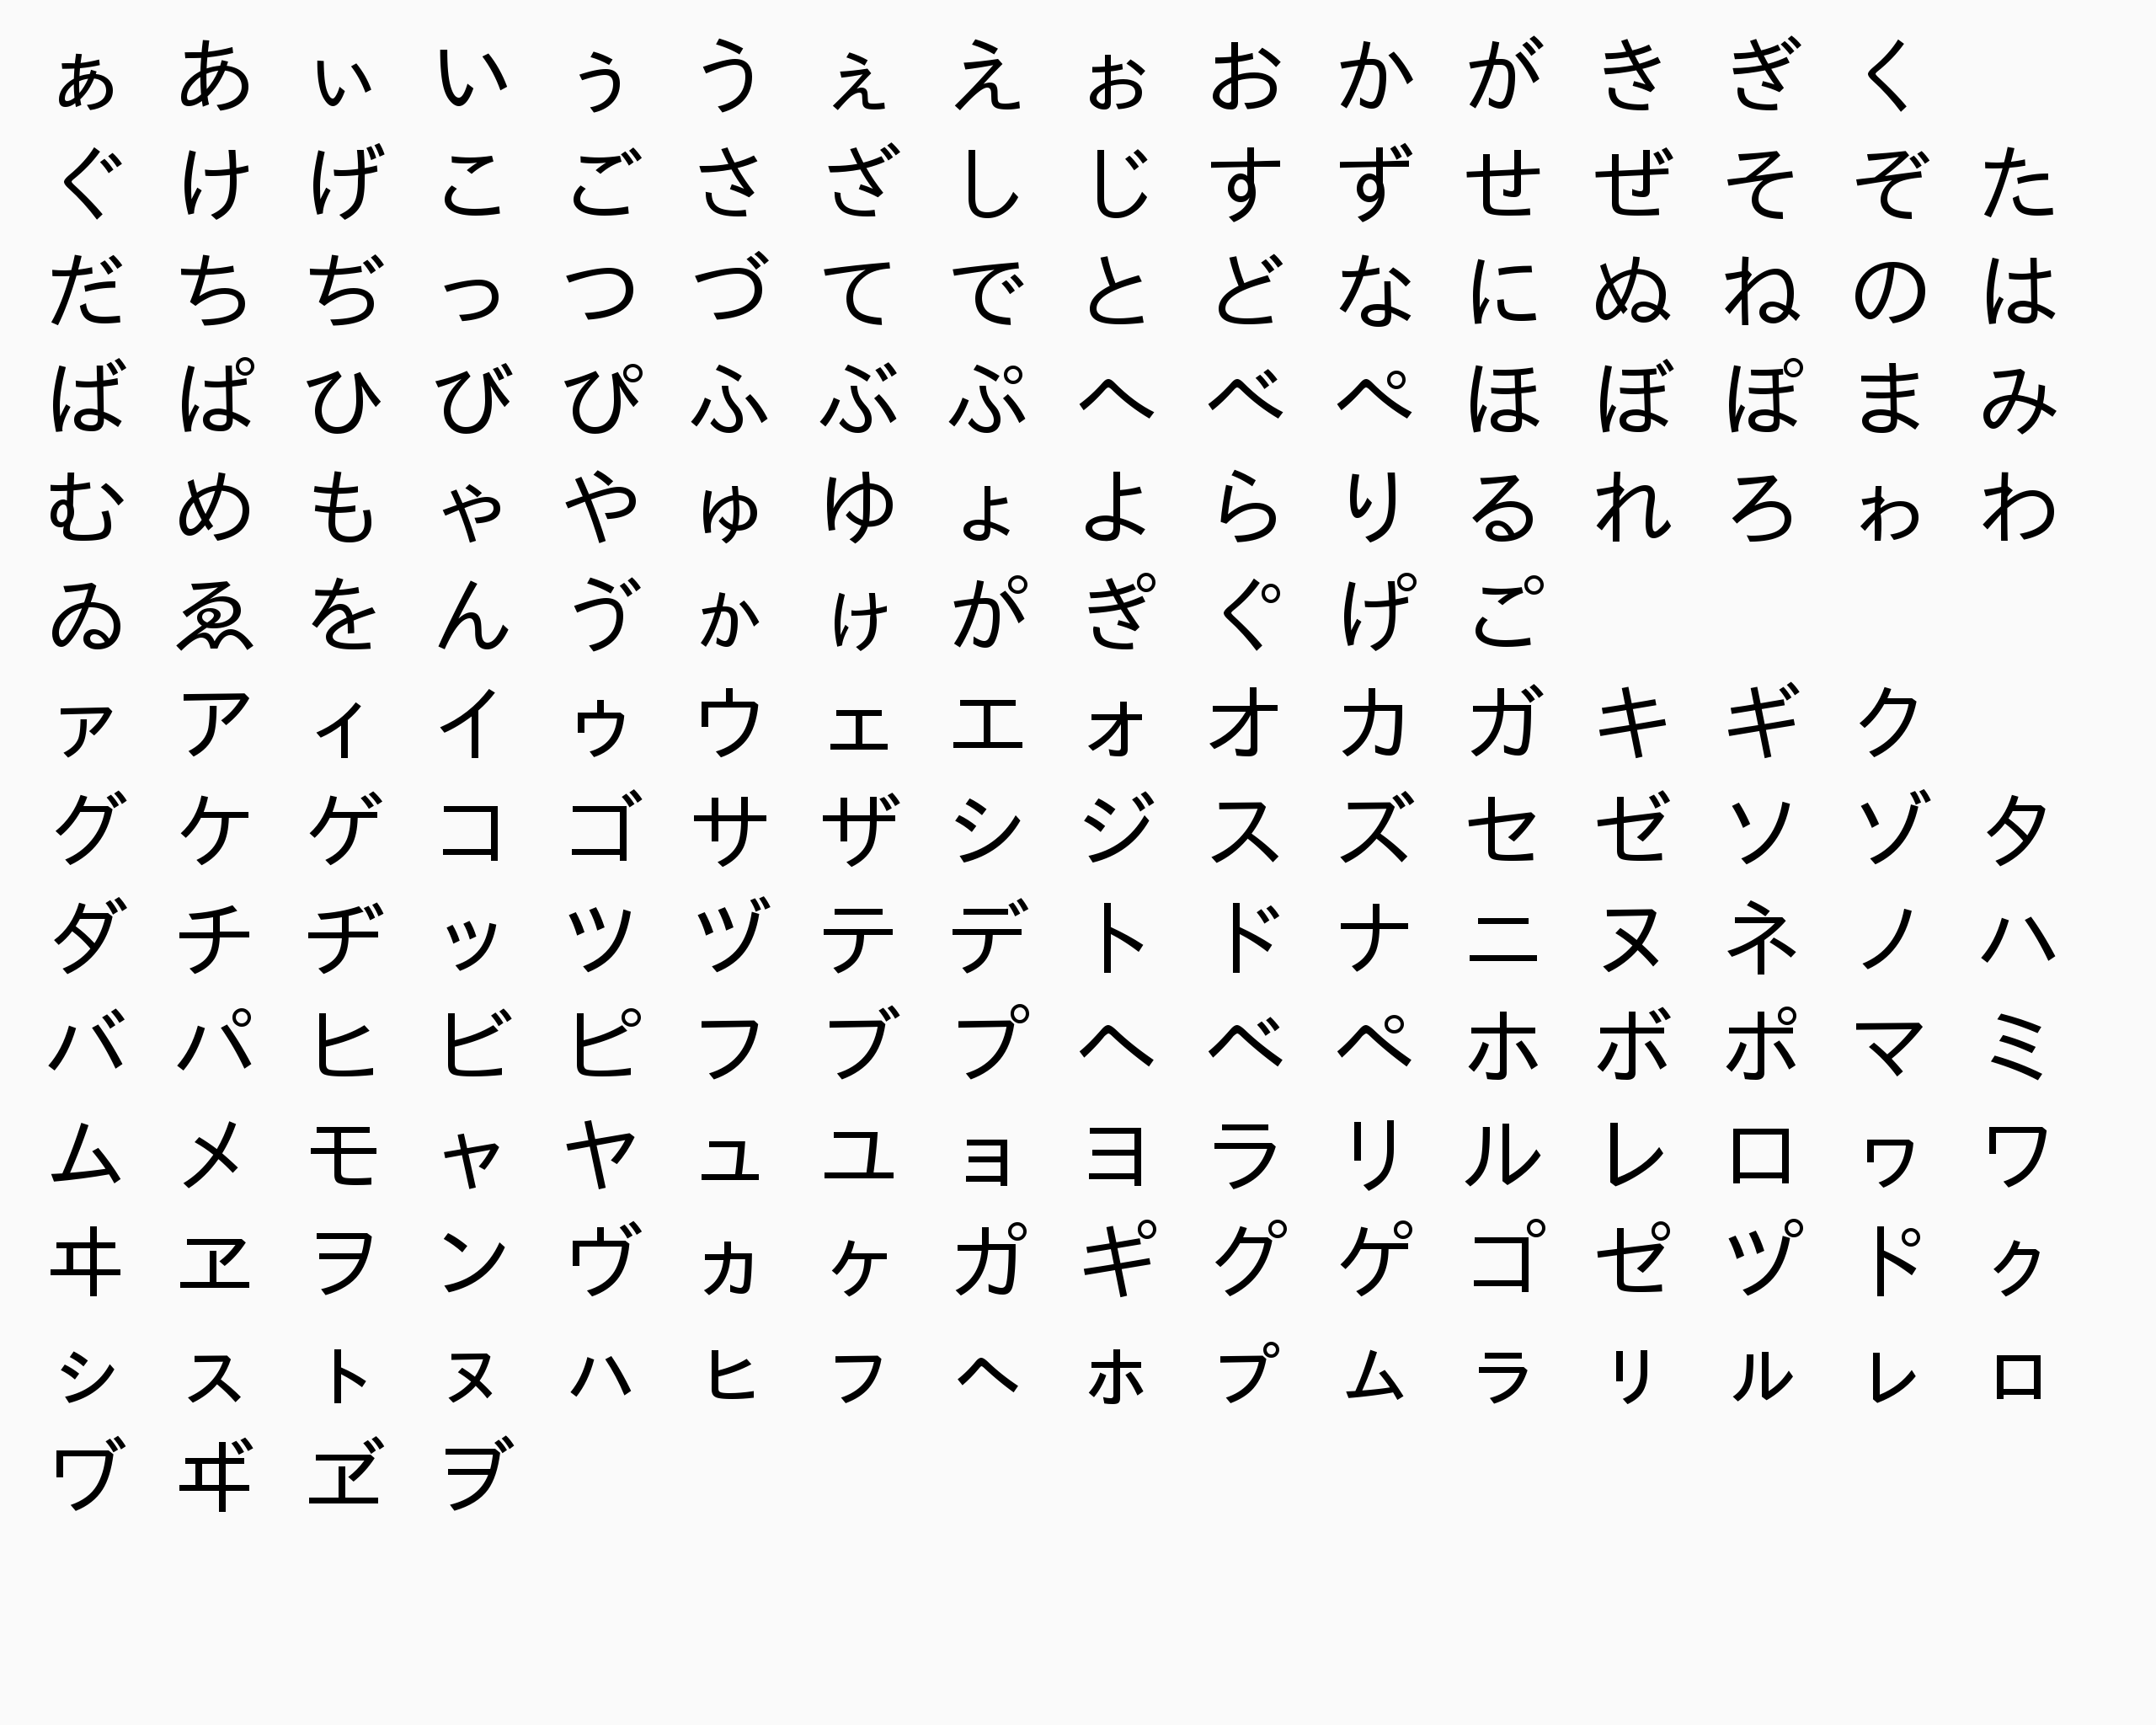 ぁ あ ぃ い ぅ う ぇ え ぉ お か が き ぎ く
ぐ け げ こ ご さ ざ し じ す ず せ ぜ そ ぞ た
だ ち ぢ っ つ づ て で と ど な に ぬ ね の は
ば ぱ ひ び ぴ ふ ぶ ぷ へ べ ぺ ほ ぼ ぽ ま み
む め も ゃ や ゅ ゆ ょ よ ら り る れ ろ ゎ わ
ゐ ゑ を ん ゔ ゕ ゖ か゚ き゚ く゚ け゚ こ゚
ァ ア ィ イ ゥ ウ ェ エ ォ オ カ ガ キ ギ ク
グ ケ ゲ コ ゴ サ ザ シ ジ ス ズ セ ゼ ソ ゾ タ
ダ チ ヂ ッ ツ ヅ テ デ ト ド ナ ニ ヌ ネ ノ ハ
バ パ ヒ ビ ピ フ ブ プ ヘ ベ ペ ホ ボ ポ マ ミ
ム メ モ ャ ヤ ュ ユ ョ ヨ ラ リ ル レ ロ ヮ ワ
ヰ ヱ ヲ ン ヴ ヵ ヶ カ゚ キ゚ ク゚ ケ゚ コ゚ セ゚ ツ゚ ト゚ ㇰ
ㇱ ㇲ ㇳ ㇴ ㇵ ㇶ ㇷ ㇸ ㇹ ㇷ゚ ㇺ ㇻ ㇼ ㇽ ㇾ ㇿ
ヷ ヸ ヹ ヺ